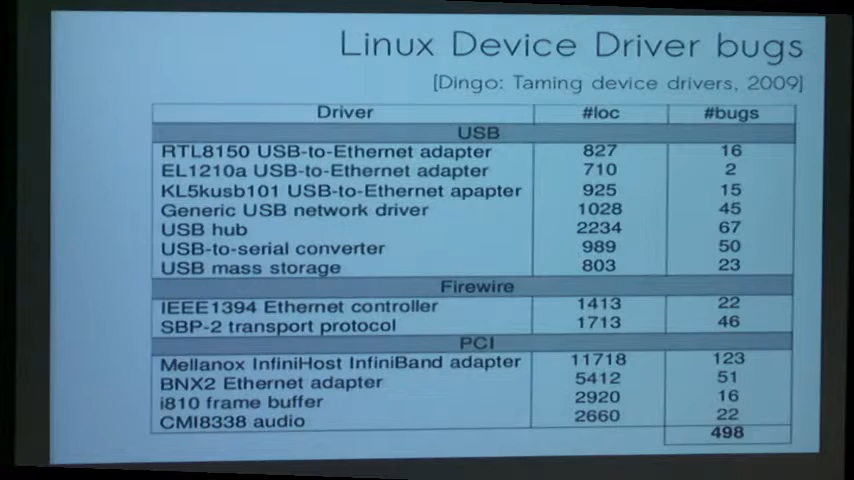 Linux Device Driver bugs
[Dingo: Taming device drivers, 2009]
Driver #loc #bugs
USB
RTL8150 USB-to-Ethernet adapter 827 16
EL1210a USB-to-Ethernet adapter 710 2
KL5kusb101 USB-to-Ethernet apapter 925 15
Generic USB network driver 1028 45
USB hub 2234 67
USB-to-serial converter 989 50
USB mass storage 803 23
Firewire
IEEE1394 Ethernet controller 1413 22
SBP-2 transport protocol 1713 46
PCI
Mellanox InfiniHost InfiniBand adapter 11718 123
BNX2 Ethernet adapter 5412 51
i810 frame buffer 2920 16
CMI8338 audio 2660 22
498